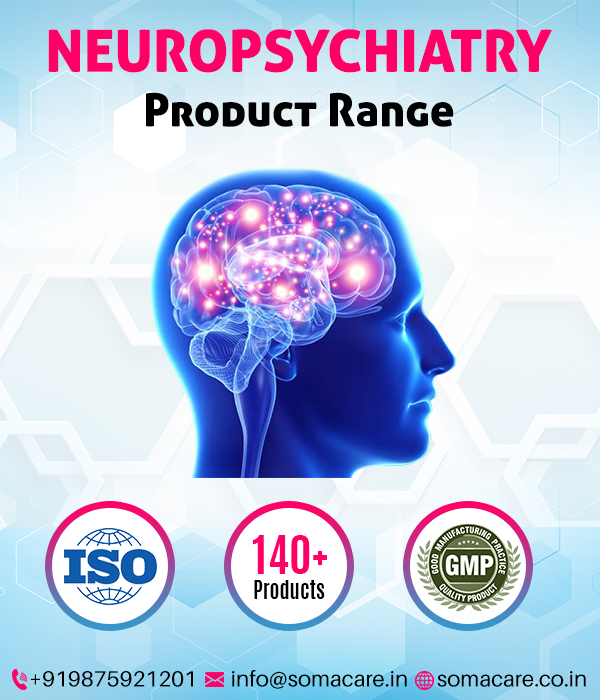 NEUROPSYCHIATRY
PRODUCT RANGE
ISO
140+
Products
GOOD MANUFACTURING PRACTICE
GMP
QUALITY PRODUCT
+919875921201 info@somacare.in somacare.co.in